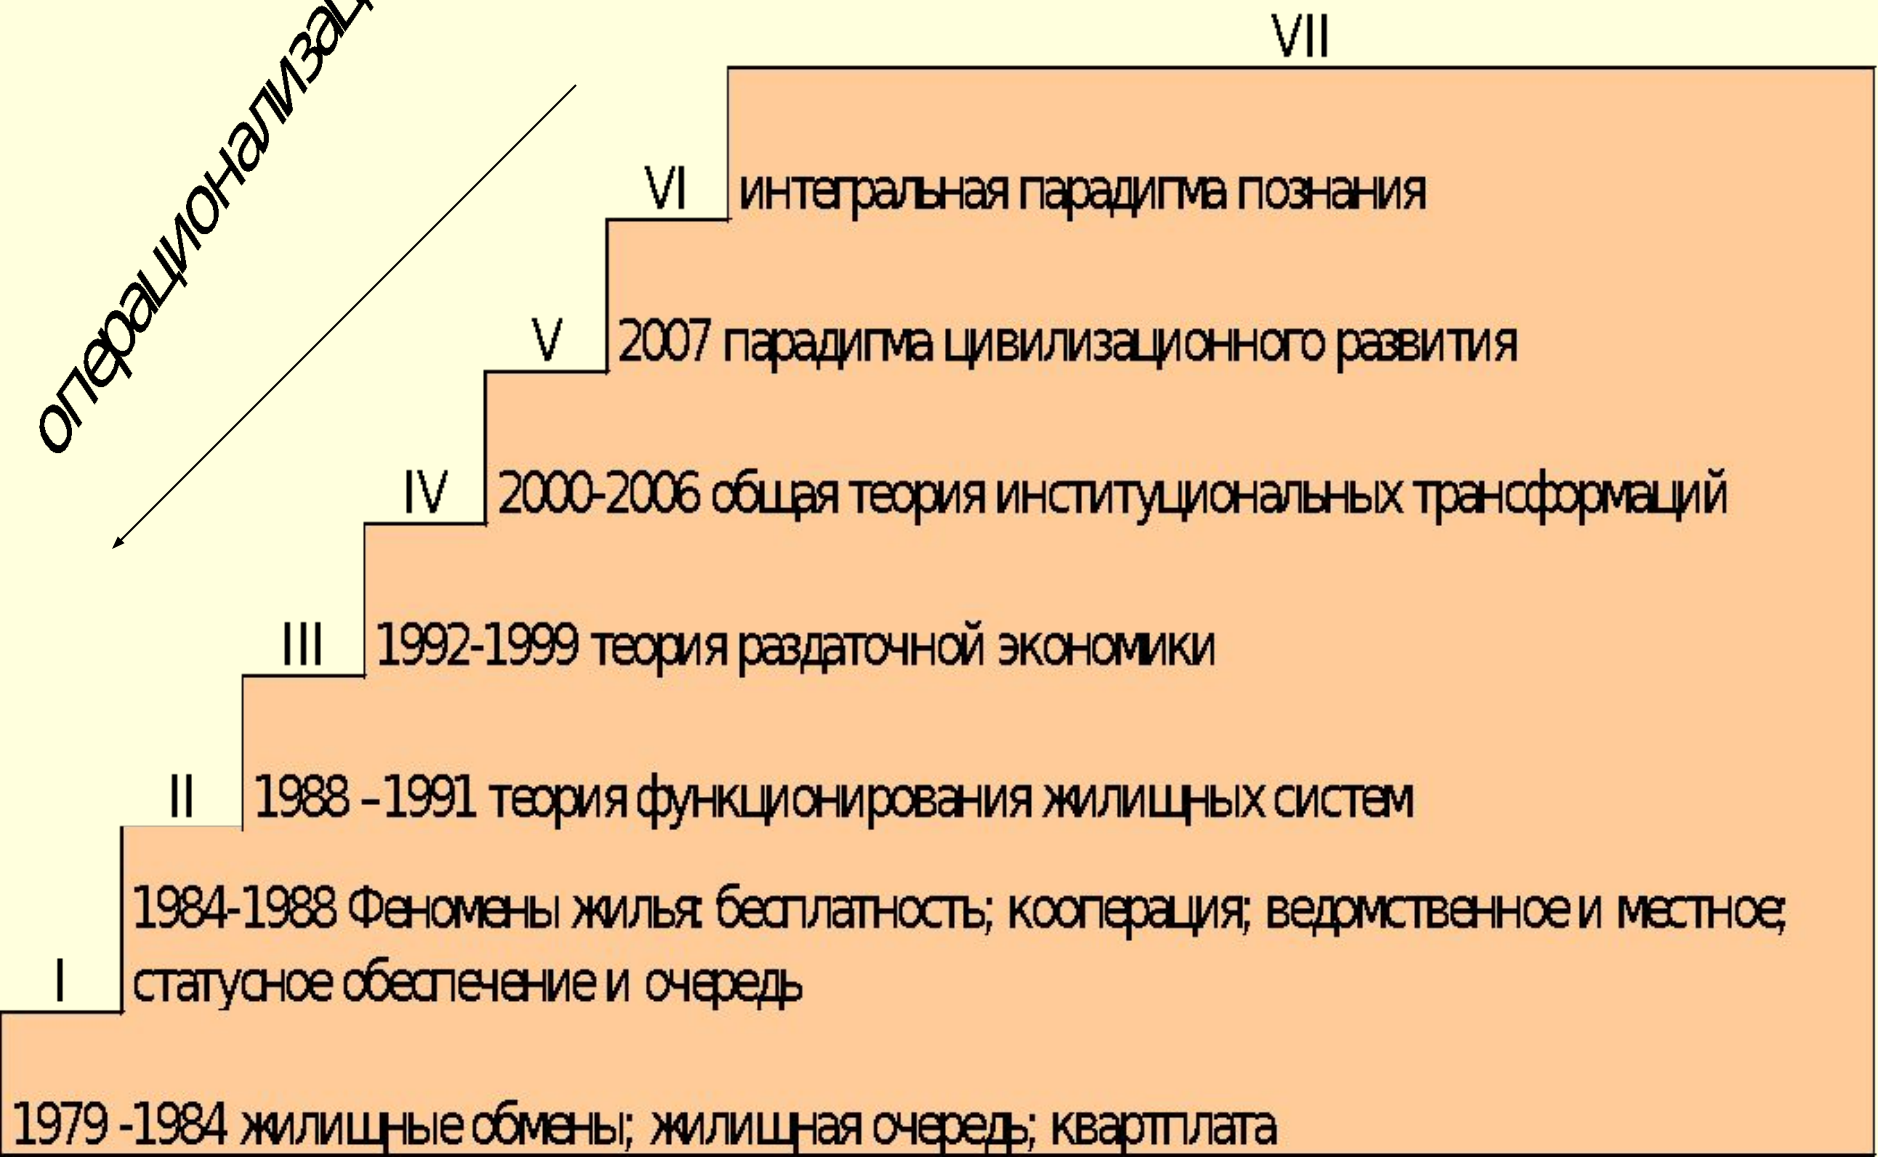 VII
VI
интегральная парадигма познания
V
2007 парадигма цивилизационного развития
IV
2000-2006 общая теория институциональных трансформаций
III
1992-1999 теория раздаточной экономики
II
1988 –1991 теория функционирования жилищных систем
1984-1988 Феномены жилья: бесплатность; кооперация; ведомственное и местное;
I
статусное обеспечение и очередь
1979 -1984 жилищные обмены; жилищная очередь; квартплата